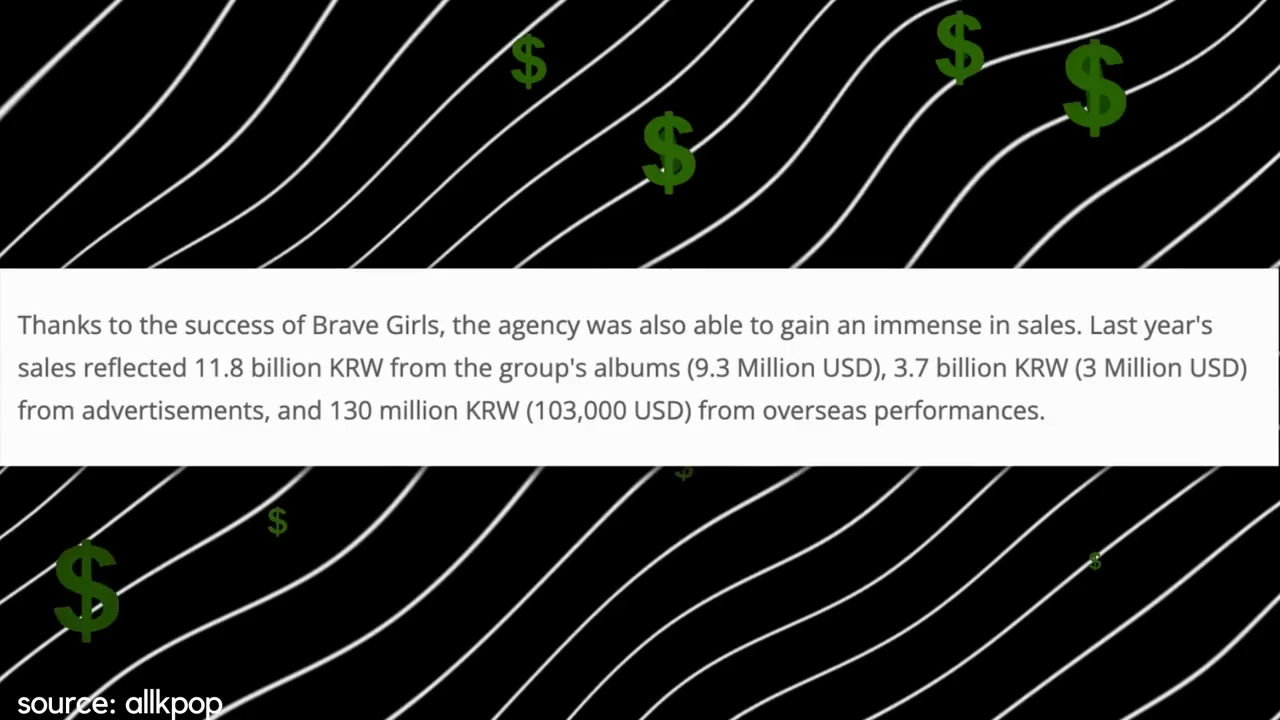 $
$
$
$
Thanks to the success of Brave Girls, the agency was also able to gain an immense in sales. Last year's
sales reflected 11.8 billion KRW from the group's albums (9.3 Million USD), 3.7 billion KRW (3 Million USD)
from advertisements, and 130 million KRW (103,000 USD) from overseas performances.
$
$
$
$
source: allkpop